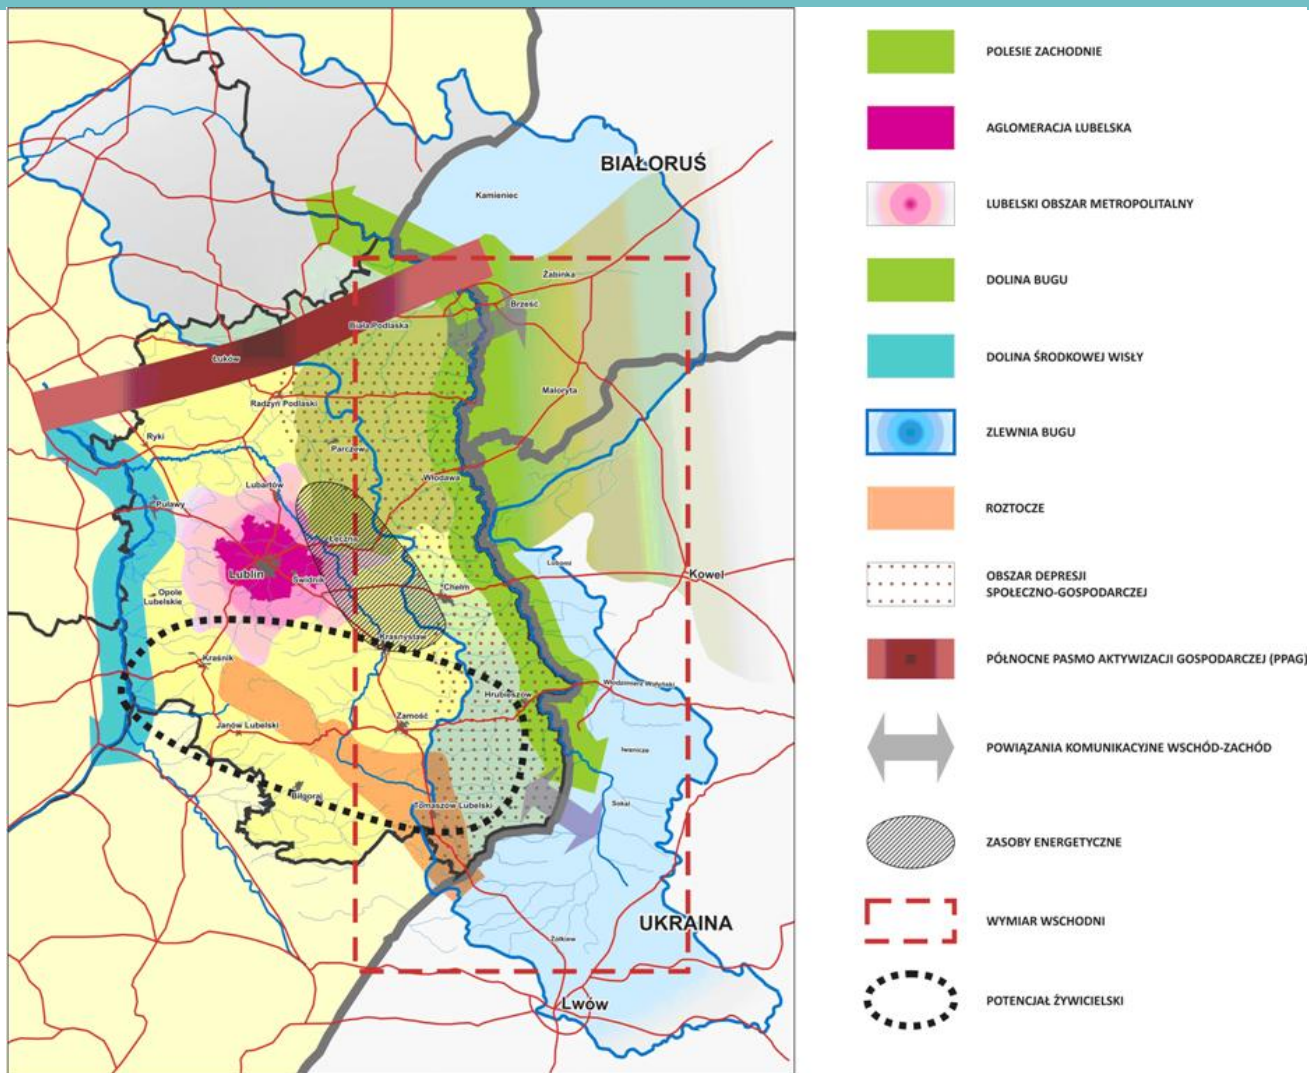 BIAŁORUŚ
Kamieniec
Żabinka
Brześć
Biała Podlaska
Łuków
Małoryta
Radzyń Podlaski
Ryki
Parczew
Włodawa
Lubartów
Puławy
Łęczna
Luboml
Lublin
Świdnik
Kowel
Chełm
Opole
Lubelskie
Krasnystaw
Kraśnik
Włodzimierz Wołyński
Hrubieszów
Zamość
Janów Lubelski
Iwanicze
Biłgoraj
Sokal
Tomaszów Lubelski
UKRAINA
Żółkiew
Lwów
POLESIE ZACHODNIE
AGLOMERACJA LUBELSKA
LUBELSKI OBSZAR METROPOLITALNY
DOLINA BUGU
DOLINA ŚRODKOWEJ WISŁY
ZLEWNIA BUGU
ROZTOCZE
OBSZAR DEPRESJI
SPOŁECZNO-GOSPODARCZEJ
PÓŁNOCNE PASMO AKTYWIZACJI GOSPODARCZEJ (PPAG)
POWIĄZANIA KOMUNIKACYJNE WSCHÓD-ZACHÓD
ZASOBY ENERGETYCZNE
WYMIAR WSCHODNI
POTENCJAŁ ŻYWICIELSKI